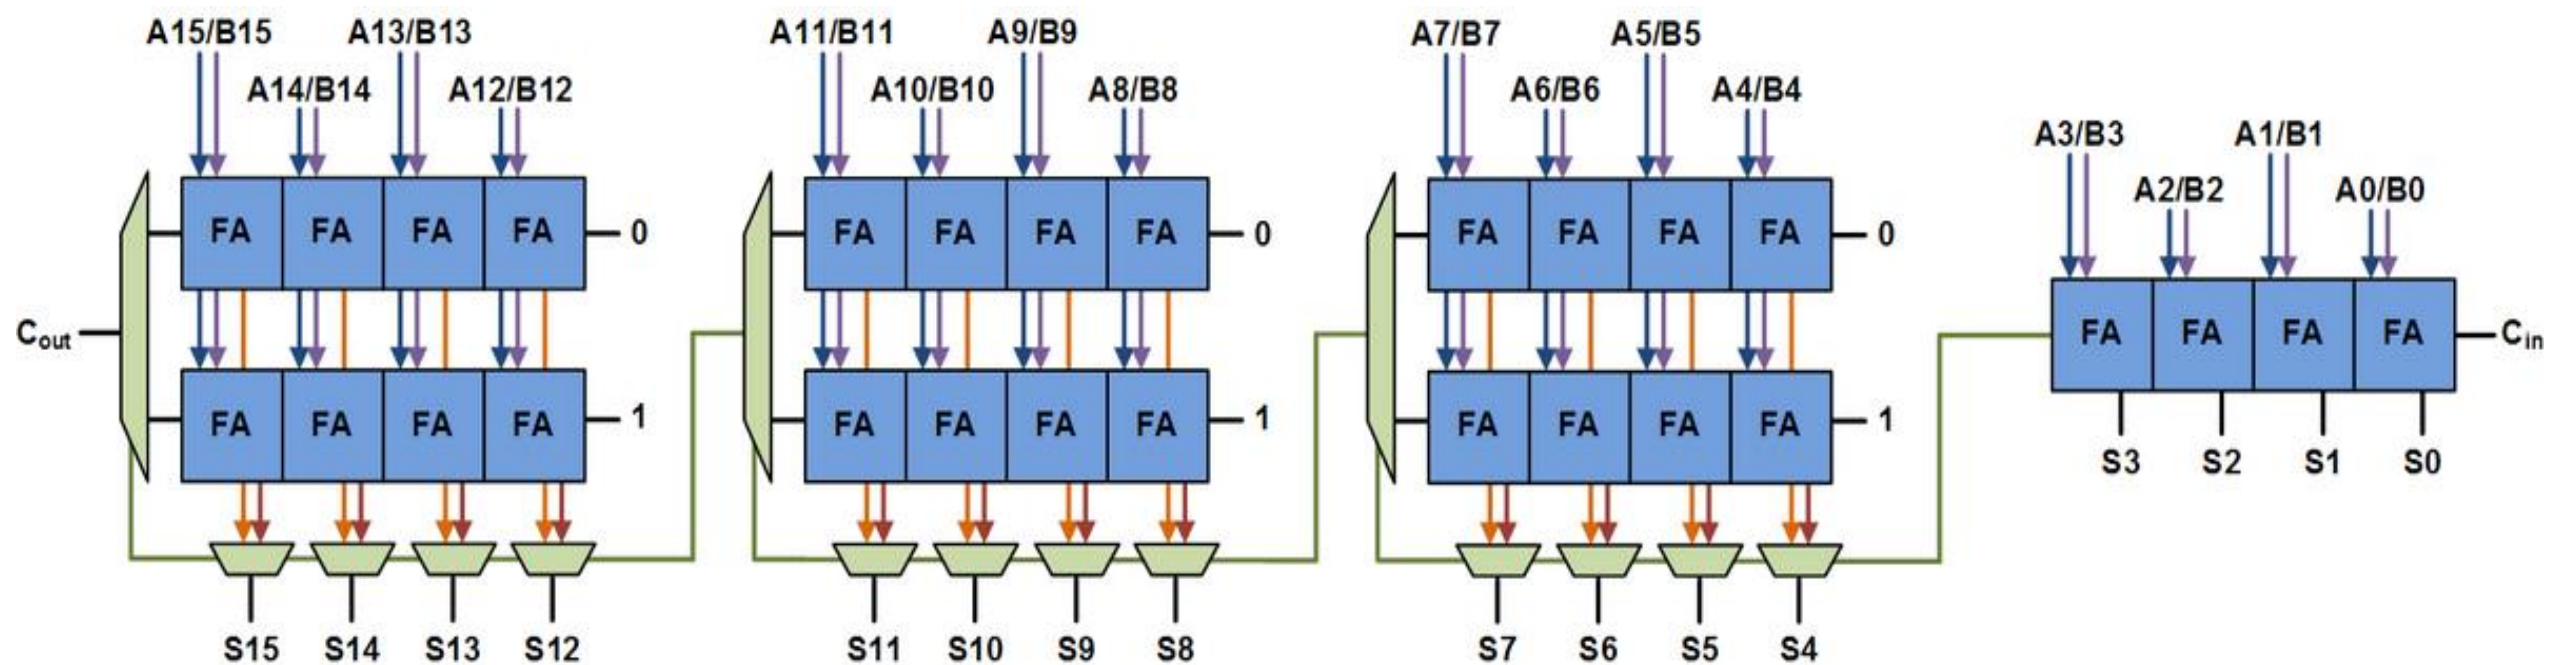 A15/B15 A13/B13 A11/B11 A9/B9 A7/B7 A5/B5
A14/B14 A12/B12 A10/B10 A8/B8 A6/B6 A4/B4
A3/B3 A1/B1
A2/B2 A0/B0
FA FA FA FA 0 FA FA FA FA 0 FA FA FA FA 0
Cout FA FA FA FA Cin
FA FA FA FA 1 FA FA FA FA 1 FA FA FA FA 1
S3 S2 S1 S0
S15 S14 S13 S12 S11 S10 S9 S8 S7 S6 S5 S4